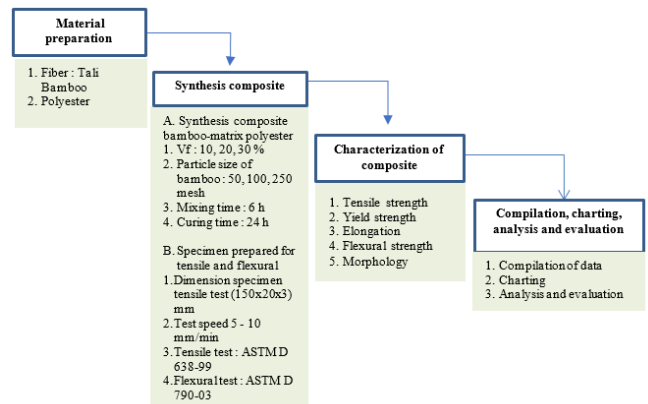 Material
preparation
1. Fiber : Tali
Bamboo
2. Polyester
Synthesis composite
A. Synthesis composite
bamboo-matrix polyester
1. Vf : 10, 20, 30 %
2. Particle size of
bamboo : 50, 100, 250
mesh
3. Mixing time : 6 h
4. Curing time : 24 h
B. Specimen prepared for
tensile and flexural
1. Dimension specimen
tensile test (150x20x3)
mm
2. Test speed 5 - 10
mm/min
3. Tensile test : ASTM D
638-99
4. Flexural test : ASTM D
790-03
Characterization of
composite
1. Tensile strength
2. Yield strength
3. Elongation
4. Flexural strength
5. Morphology
Compilation, charting,
analysis and evaluation
1. Compilation of data
2. Charting
3. Analysis and evaluation